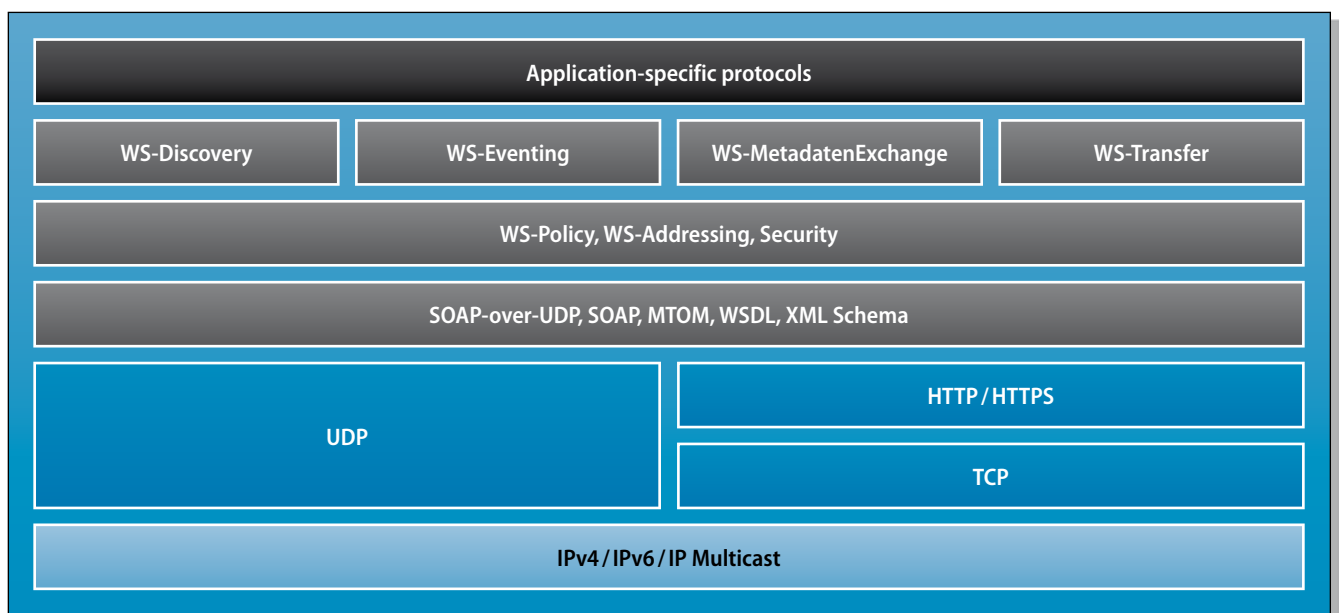 Application-specific protocols
WS-Discovery
WS-Eventing
WS-MetadatenExchange
WS-Transfer
WS-Policy, WS-Addressing, Security
SOAP-over-UDP, SOAP, MTOM, WSDL, XML Schema
UDP
HTTP/HTTPS
TCP
IPv4/IPv6/IP Multicast